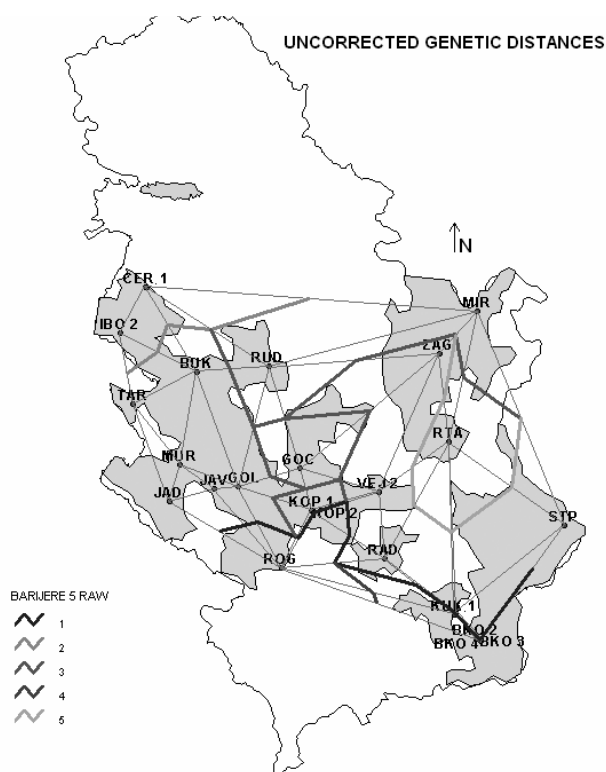 UNCORRECTED GENETIC DISTANCES
N
CER.1
MIR
IBO 2
ZAG
BUK
RUD
TAR
RTA
MUR
GOC
JAV
GOL
VEJ2
JAD
KOP 1
KOP 2
STP
ROG
RAD
BARIJERE 5 RAW
KUK.1
1
BKO 2
2
BKO 4
BKO 3
3
4
5